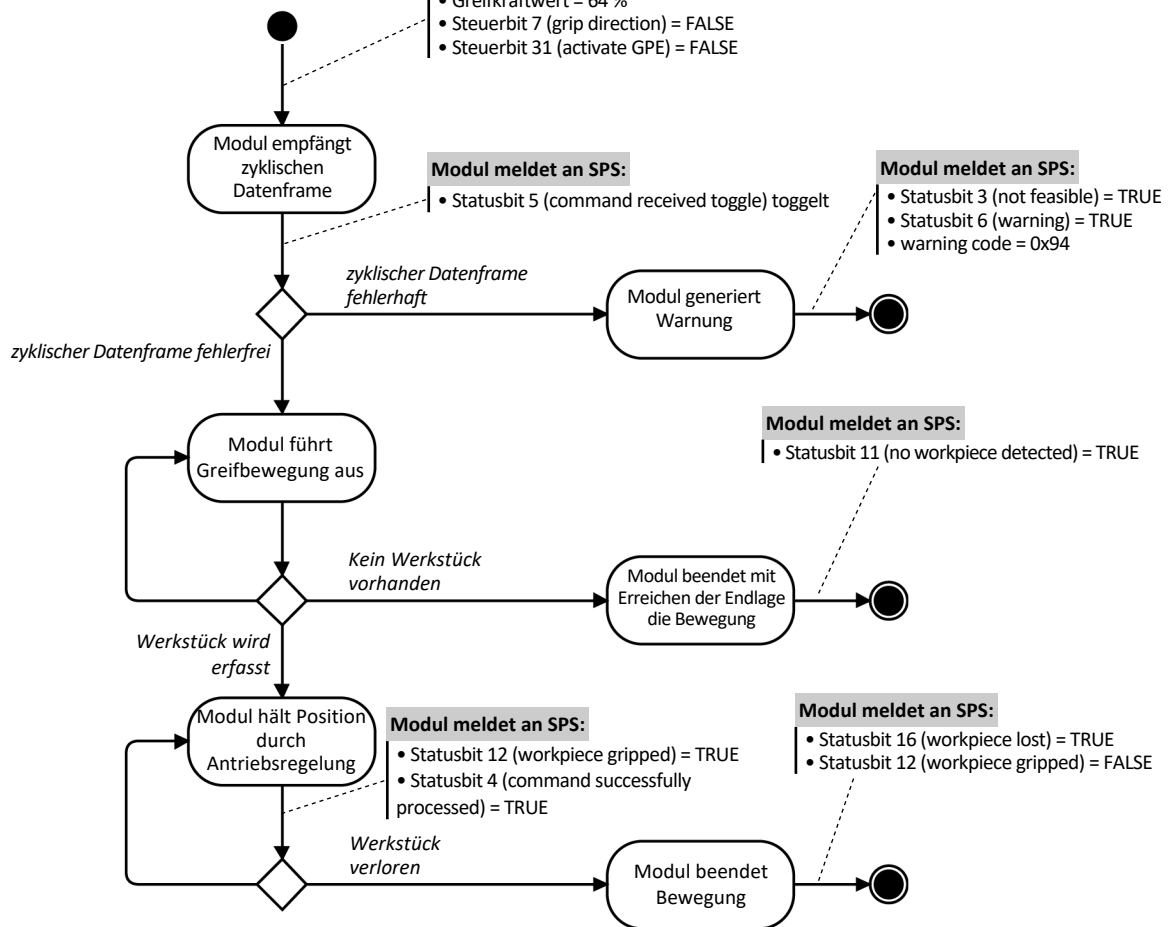 • Greifkraftwert = 64 %
• Steuerbit 7 (grip direction) = FALSE
• Steuerbit 31 (activate GPE) = FALSE
Modul empfängt
zyklischen
Datenframe
Modul meldet an SPS:
• Statusbit 5 (command received toggle) toggelt
Modul meldet an SPS:
• Statusbit 3 (not feasible) = TRUE
• Statusbit 6 (warning) = TRUE
• warning code = 0x94
zyklischer Datenframe
fehlerhaft
Modul generiert
Warnung
zyklischer Datenframe fehlerfrei
Modul führt
Greifbewegung aus
Modul meldet an SPS:
• Statusbit 11 (no workpiece detected) = TRUE
Kein Werkstück
vorhanden
Modul beendet mit
Erreichen der Endlage
die Bewegung
Werkstück wird
erfasst
Modul hält Position
durch
Antriebsregelung
Modul meldet an SPS:
• Statusbit 12 (workpiece gripped) = TRUE
• Statusbit 4 (command successfully
processed) = TRUE
Modul meldet an SPS:
• Statusbit 16 (workpiece lost) = TRUE
• Statusbit 12 (workpiece gripped) = FALSE
Werkstück
verloren
Modul beendet
Bewegung